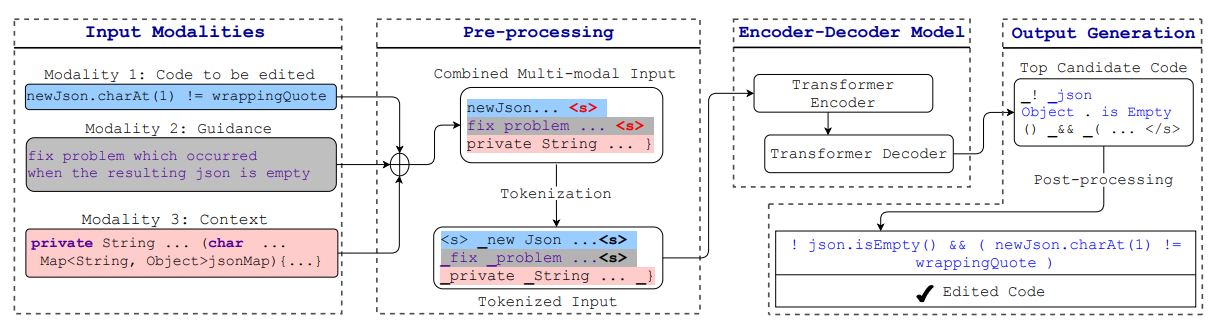 Input Modalities
Modality 1: Code to be edited
newJson.charAt(1) != wrappingQuote
Modality 2: Guidance
fix problem which occurred
when the resulting json is empty
Modality 3: Context
private String ... (char ...
Map<String, Object>jsonMap){...}
Pre-processing
Combined Multi-modal Input
newJson... <s>
fix problem ... <s>
private String ... }
Tokenization
<s> _new Json ...<s>
_fix _problem ...<s>
_private _String ... _}
Tokenized Input
Encoder-Decoder Model
Transformer
Encoder
Transformer Decoder
Output Generation
Top Candidate Code
_! _json
Object . is Empty
() _&& _( ... </s>
Post-processing
! json.isEmpty() && ( newJson.charAt(1) !=
wrappingQuote )
✔ Edited Code